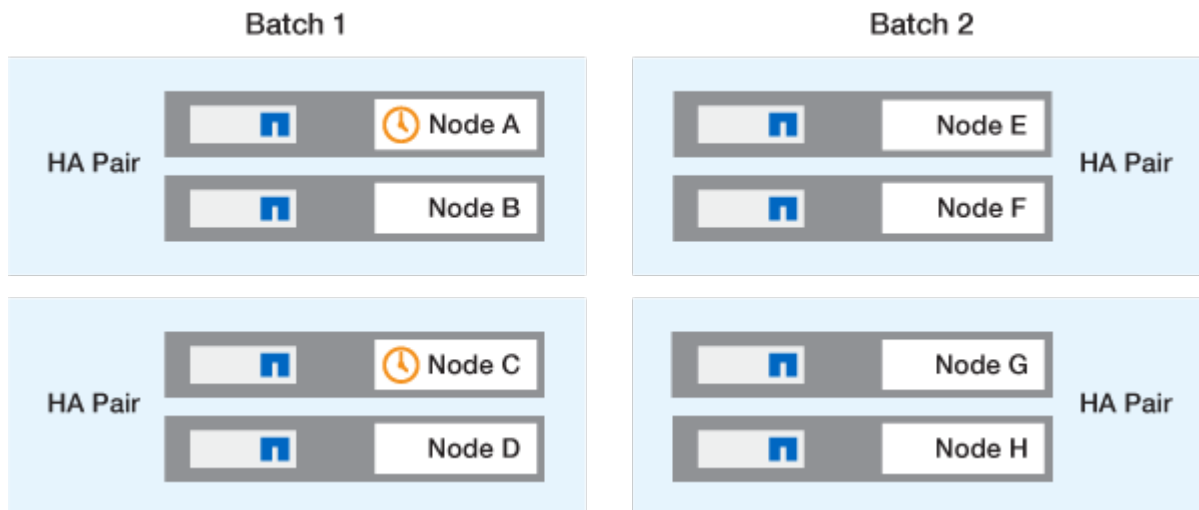 Batch 1
Batch 2
HA Pair
Node A
Node B
Node E
Node F
HA Pair
HA Pair
Node C
Node D
Node G
Node H
HA Pair